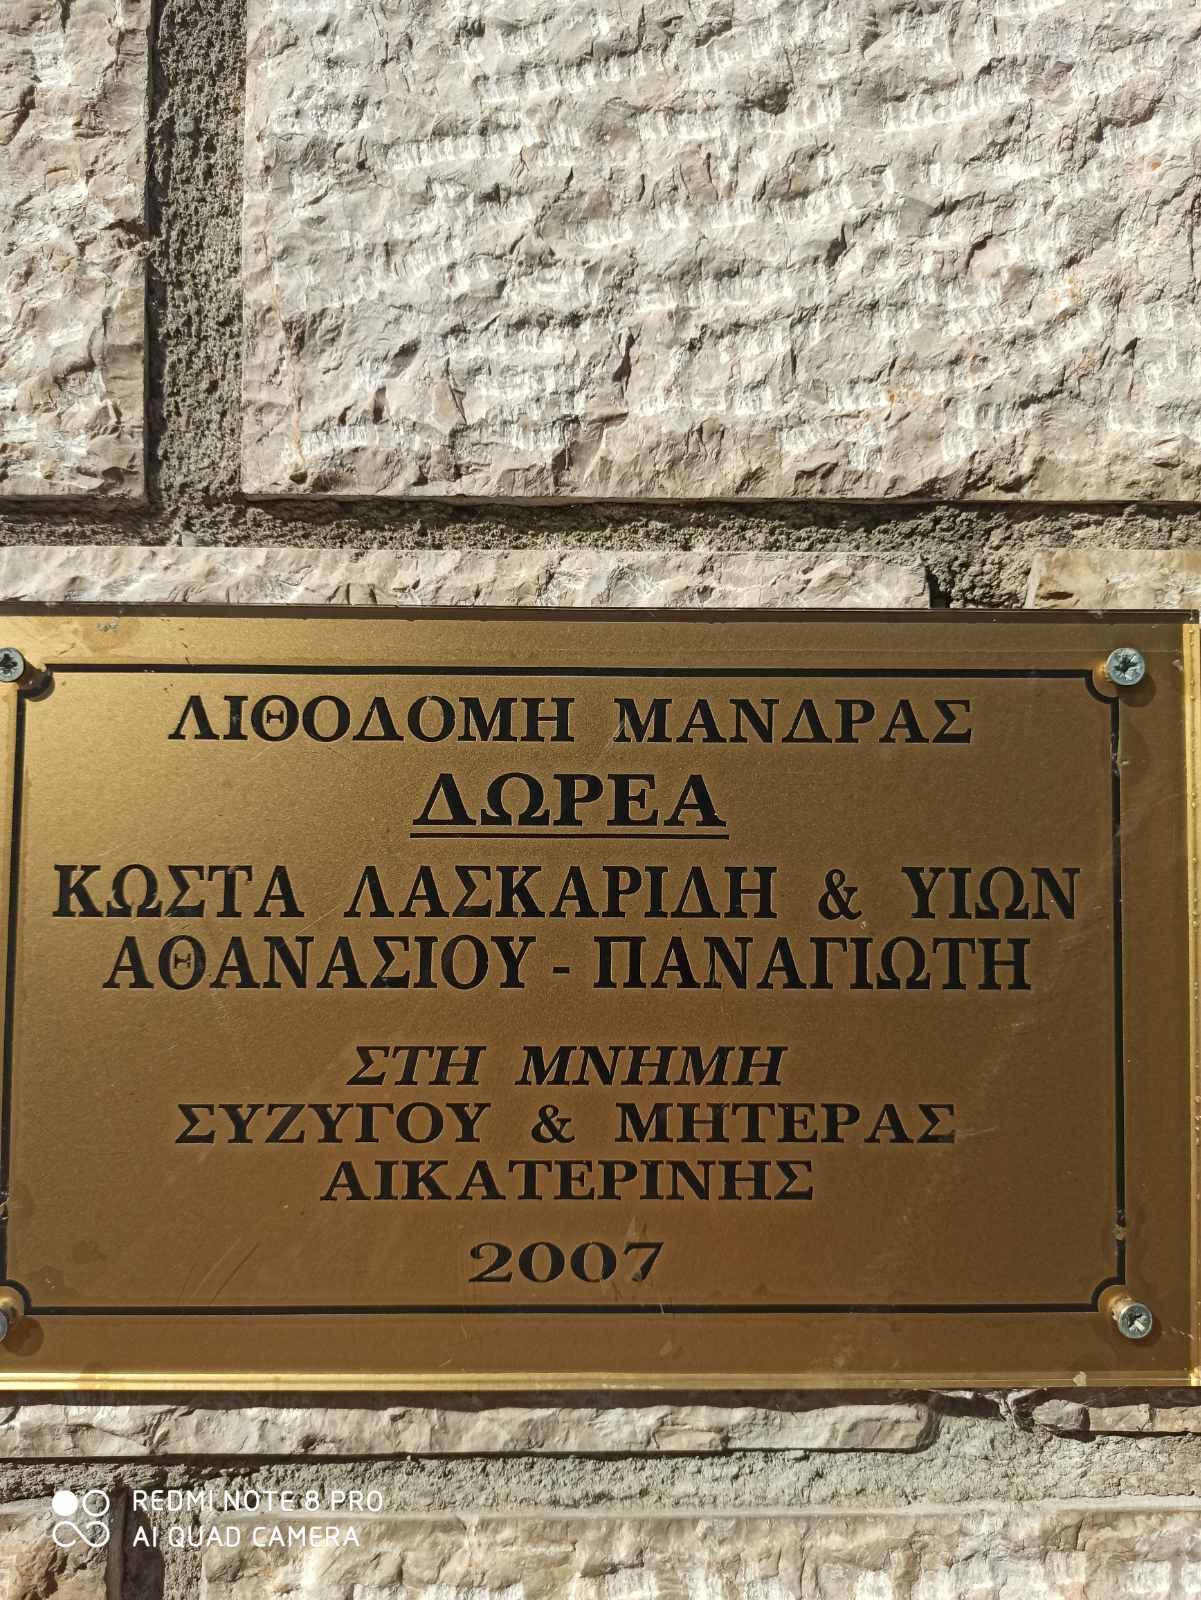 ΛΙΘΟΔΟΜΗ ΜΑΝΔΡΑΣ
ΔΩΡΕΑ
ΚΩΣΤΑ ΛΑΣΚΑΡΙΔΗ & ΥΙΩΝ
ΑΘΑΝΑΣΙΟΥ - ΠΑΝΑΓΙΩΤΗ
ΣΤΗ ΜΝΗΜΗ
ΣΥΖΥΓΟΥ & ΜΗΤΕΡΑΣ
ΑΙΚΑΤΕΡΙΝΗΣ
2007
REDMI NOTE 8 PRO
AI QUAD CAMERA